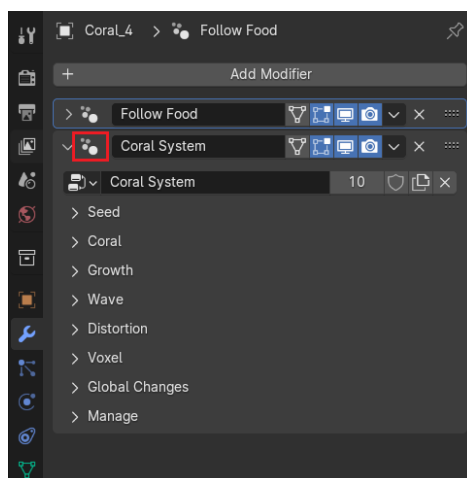 Coral_4 > Follow Food
+ Add Modifier
Follow Food
Coral System
Coral System 10
Seed
Coral
Growth
Wave
Distortion
Voxel
Global Changes
Manage